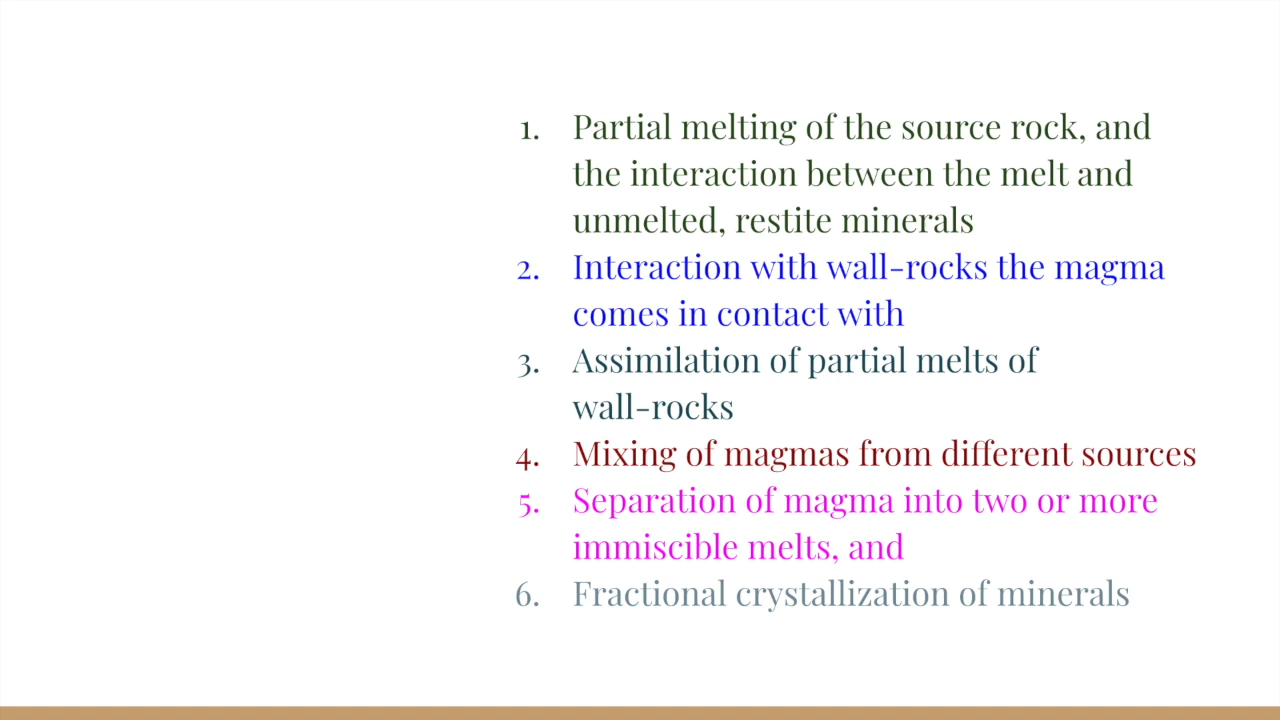 1. Partial melting of the source rock, and
the interaction between the melt and
unmelted, restite minerals
2. Interaction with wall-rocks the magma
comes in contact with
3. Assimilation of partial melts of
wall-rocks
4. Mixing of magmas from different sources
5. Separation of magma into two or more
immiscible melts, and
6. Fractional crystallization of minerals